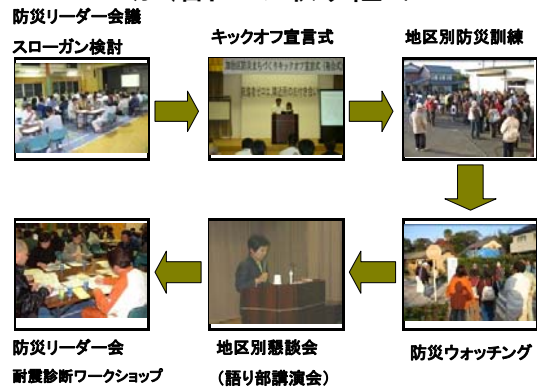 防災リーダー会議
スローガン検討
キックオフ宣言式
地区別防災訓練
防災ウォッチング
地区別懇談会
（語り部講演会）
防災リーダー会
耐震診断ワークショップ